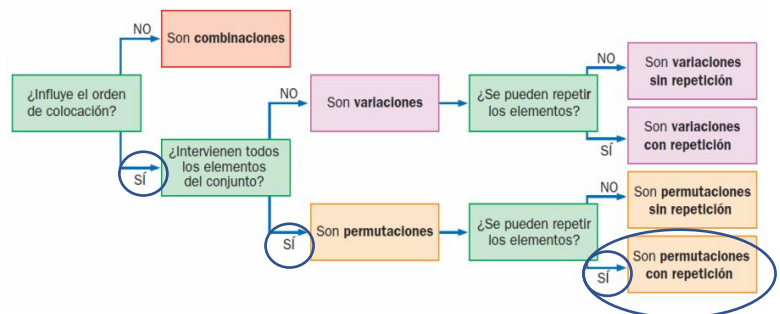 NO
Son combinaciones
¿Influye el orden
de colocación?
SÍ
¿Intervienen todos
los elementos
del conjunto?
NO
Son variaciones
¿Se pueden repetir
los elementos?
NO
Son variaciones
sin repetición
SÍ
Son variaciones
con repetición
SÍ
Son permutaciones
¿Se pueden repetir
los elementos?
NO
Son permutaciones
sin repetición
SÍ
Son permutaciones
con repetición